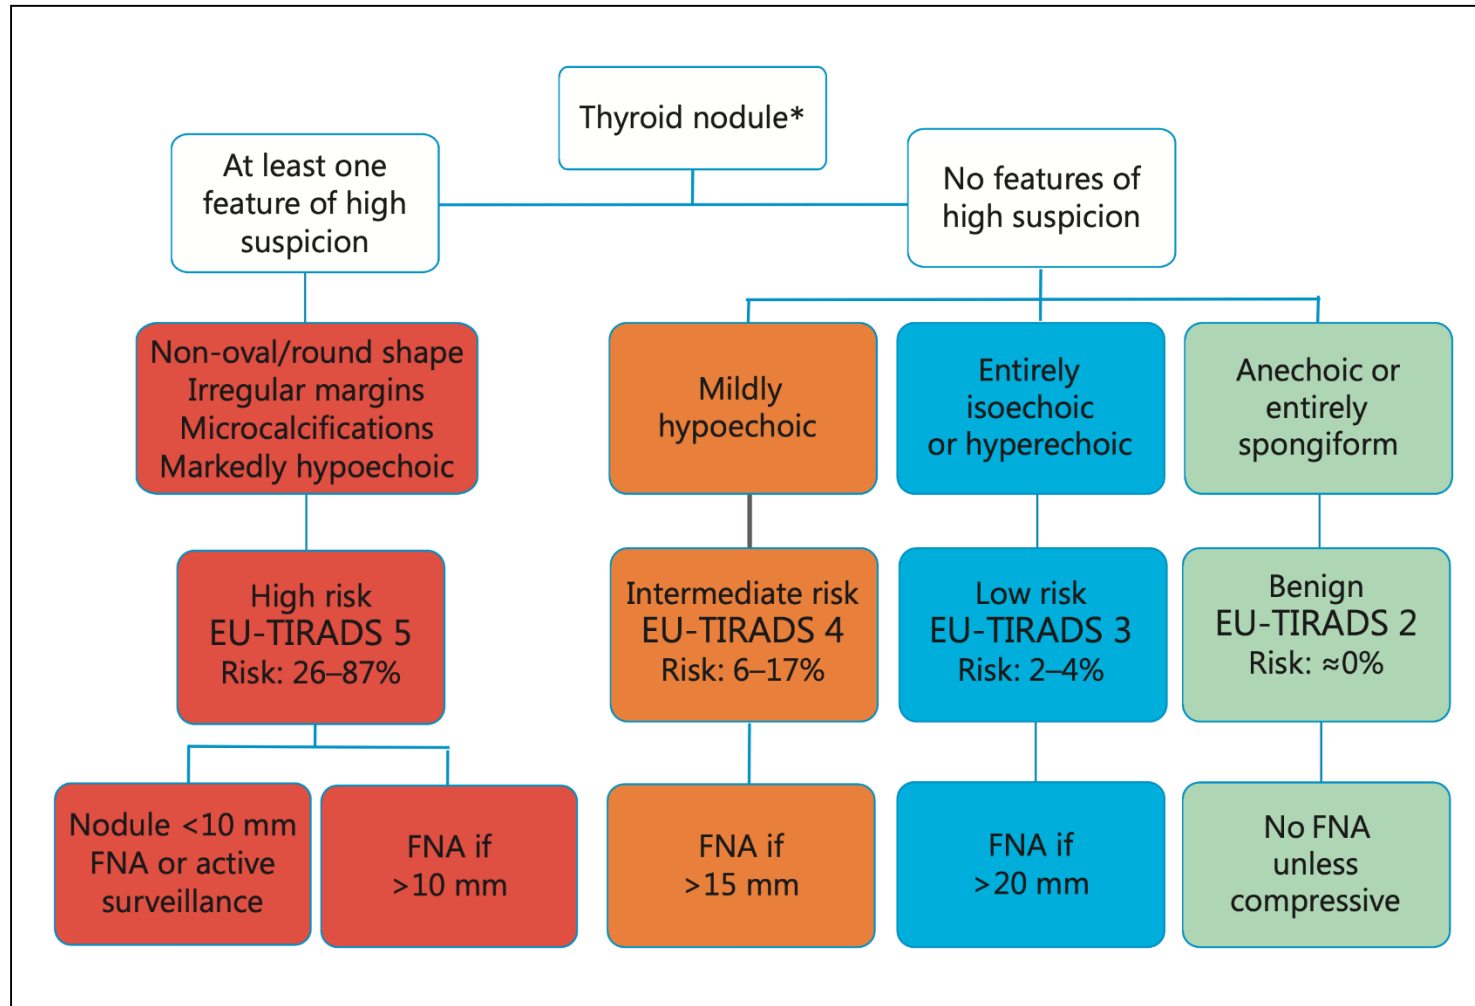 Thyroid nodule*
At least one
feature of high
suspicion
No features of
high suspicion
Non-oval/round shape
Irregular margins
Microcalcifications
Markedly hypoechoic
Mildly
hypoechoic
Entirely
isoechoic
or hyperechoic
Anechoic or
entirely
spongiform
High risk
EU-TIRADS 5
Risk: 26–87%
Intermediate risk
EU-TIRADS 4
Risk: 6–17%
Low risk
EU-TIRADS 3
Risk: 2–4%
Benign
EU-TIRADS 2
Risk: ≈0%
Nodule <10 mm
FNA or active
surveillance
FNA if
>10 mm
FNA if
>15 mm
FNA if
>20 mm
No FNA
unless
compressive